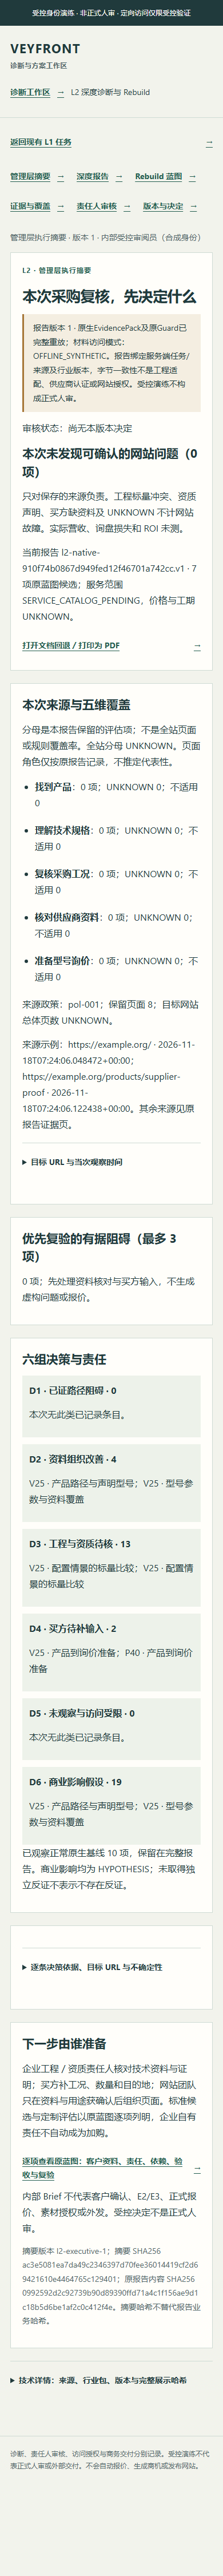 受控身份演练 · 非正式人审 · 定向访问仅限受控验证
VEYFRONT
诊断与方案工作区
诊断工作区 → L2 深度诊断与 Rebuild
返回现有 L1 任务 →
管理层摘要 → 深度报告 → Rebuild 蓝图 →
证据与覆盖 → 责任人审核 → 版本与决定 →
管理层执行摘要 · 版本 1 · 内部受控审阅员（合成身份）
L2 · 管理层执行摘要
本次采购复核，先决定什么
报告版本 1 · 原生EvidencePack及原Guard已
完整重放；材料访问模式：
OFFLINE_SYNTHETIC。报告绑定服务端任务/
来源及行业版本，字节一致性不是工程适
配、供应商认证或网站授权。受控演练不构
成正式人审。
审核状态：尚无本版本决定
本次未发现可确认的网站问题（0
项）
只对保存的来源负责。工程标量冲突、资质
声明、买方缺资料及 UNKNOWN 不计网站
故障。实际营收、询盘损失和 ROI 未测。
当前报告 l2-native-
910f74b0867d949fed12f46701a742cc.v1 · 7
项原蓝图候选；服务范围
SERVICE_CATALOG_PENDING，价格与工期
UNKNOWN。
打开文档回退 / 打印为 PDF →
本次来源与五维覆盖
分母是本报告保留的评估项；不是全站页面
或规则覆盖率。全站分母 UNKNOWN。页面
角色仅按原报告记录，不推定代表性。
• 找到产品：0 项；UNKNOWN 0；不适用
0
• 理解技术规格：0 项；UNKNOWN 0；不
适用 0
• 复核采购工况：0 项；UNKNOWN 0；不
适用 0
• 核对供应商资料：0 项；UNKNOWN 0；
不适用 0
• 准备型号询价：0 项；UNKNOWN 0；不
适用 0
来源政策：pol-001；保留页面 8；目标网站
总体页数 UNKNOWN。
来源示例：https://example.org/ · 2026-11-
18T07:24:06.048472+00:00；
https://example.org/products/supplier-
proof · 2026-11-
18T07:24:06.122438+00:00。其余来源见原
报告证据页。
▶ 目标 URL 与当次观察时间
优先复验的有据阻碍（最多 3
项）
0 项；先处理资料核对与买方输入，不生成
虚构问题或报价。
六组决策与责任
D1 · 已证路径阻碍 · 0
本次无此类已记录条目。
D2 · 资料组织改善 · 4
V25 · 产品路径与声明型号；V25 · 型号参
数与资料覆盖
D3 · 工程与资质待核 · 13
V25 · 配置情景的标量比较；V25 · 配置情
景的标量比较
D4 · 买方待补输入 · 2
V25 · 产品到询价准备；P40 · 产品到询价
准备
D5 · 未观察与访问受限 · 0
本次无此类已记录条目。
D6 · 商业影响假设 · 19
V25 · 产品路径与声明型号；V25 · 型号参
数与资料覆盖
已观察正常原生基线 10 项，保留在完整报
告。商业影响均为 HYPOTHESIS；未取得独
立反证不表示不存在反证。
▶ 逐条决策依据、目标 URL 与不确定性
下一步由谁准备
企业工程 / 资质责任人核对技术资料与证
明；买方补工况、数量和目的地；网站团队
只在资料与用途获确认后组织页面。标准候
选与定制评估以原蓝图逐项列明，企业自有
责任不自动成为加购。
逐项查看原蓝图：客户资料、责任、依赖、验
收与复验 →
内部 Brief 不代表客户确认、E2/E3、正式报
价、素材授权或外发。受控决定不是正式人
审。
摘要版本 l2-executive-1；摘要 SHA256
ac3e5081ea7da49c2346397d70fee36014419cf2d6
9421610e4464765c129401；原报告内容 SHA256
0992592d2c92739b90d89390ffd71a4c1f156ae9d1
c18b5d6be1af2c0c412f4e。摘要哈希不替代报告业
务哈希。
▶ 技术详情：来源、行业包、版本与完整展示哈希
诊断、责任人审核、访问授权与商务交付分别记录。受控演练不代
表正式人审或外部交付。不会自动报价、生成商机或发布网站。